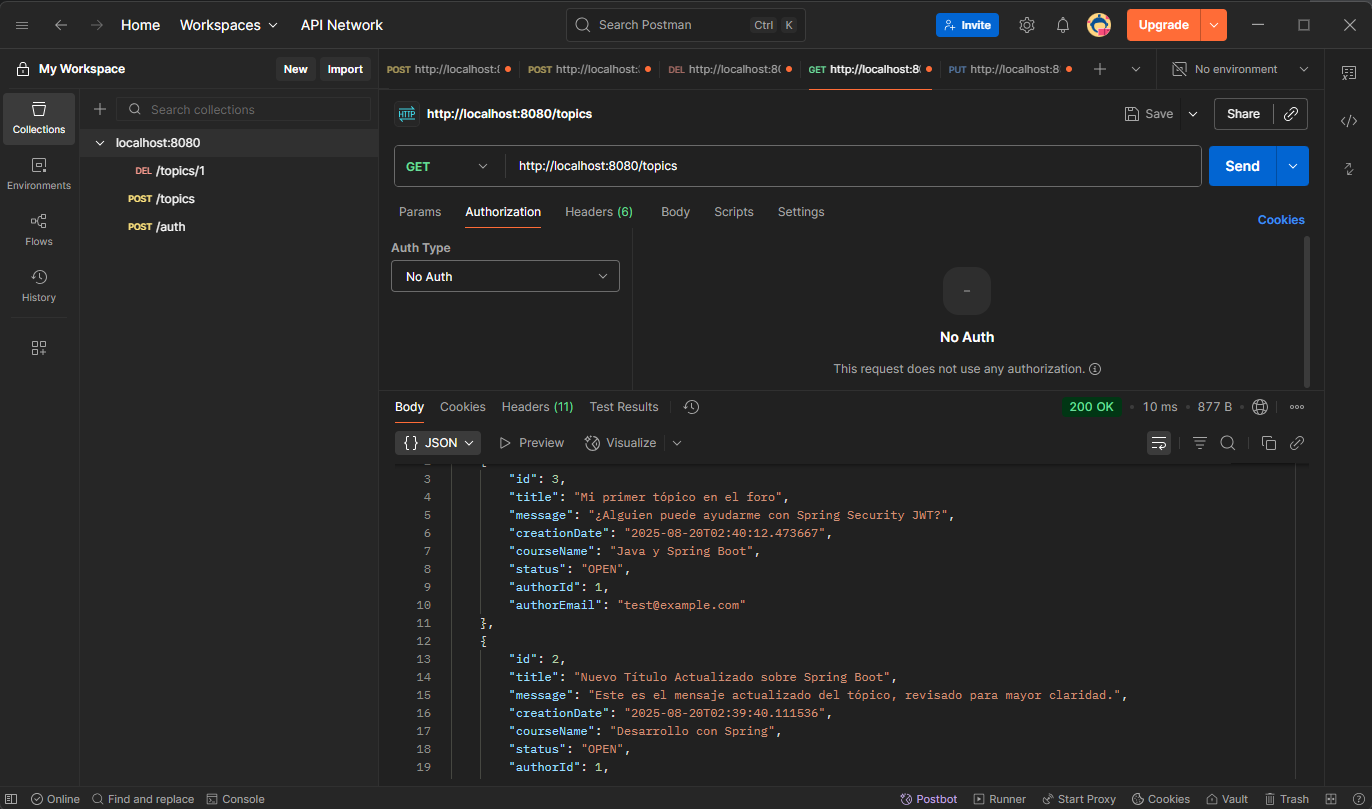 Home Workspaces API Network Search Postman Ctrl K Invite Upgrade
My Workspace New Import POST http://localhost:8 POST http://localhost: DEL http://localhost:80 GET http://localhost:80 PUT http://localhost:8 No environment
Collections
Environments
Flows
History
Search collections
localhost:8080
DEL /topics/1
POST /topics
POST /auth
HTTP http://localhost:8080/topics Save Share
GET http://localhost:8080/topics Send
Params Authorization Headers (6) Body Scripts Settings Cookies
Auth Type
No Auth
No Auth
This request does not use any authorization.
Body Cookies Headers (11) Test Results 200 OK • 10 ms • 877 B
{} JSON Preview Visualize
3 "id": 3,
4 "title": "Mi primer tópico en el foro",
5 "message": "¿Alguien puede ayudarme con Spring Security JWT?",
6 "creationDate": "2025-08-20T02:40:12.473667",
7 "courseName": "Java y Spring Boot",
8 "status": "OPEN",
9 "authorId": 1,
10 "authorEmail": "test@example.com"
11 },
12 {
13 "id": 2,
14 "title": "Nuevo Título Actualizado sobre Spring Boot",
15 "message": "Este es el mensaje actualizado del tópico, revisado para mayor claridad.",
16 "creationDate": "2025-08-20T02:39:40.111536",
17 "courseName": "Desarrollo con Spring",
18 "status": "OPEN",
19 "authorId": 1,
Online Find and replace Console Postbot Runner Start Proxy Cookies Vault Trash